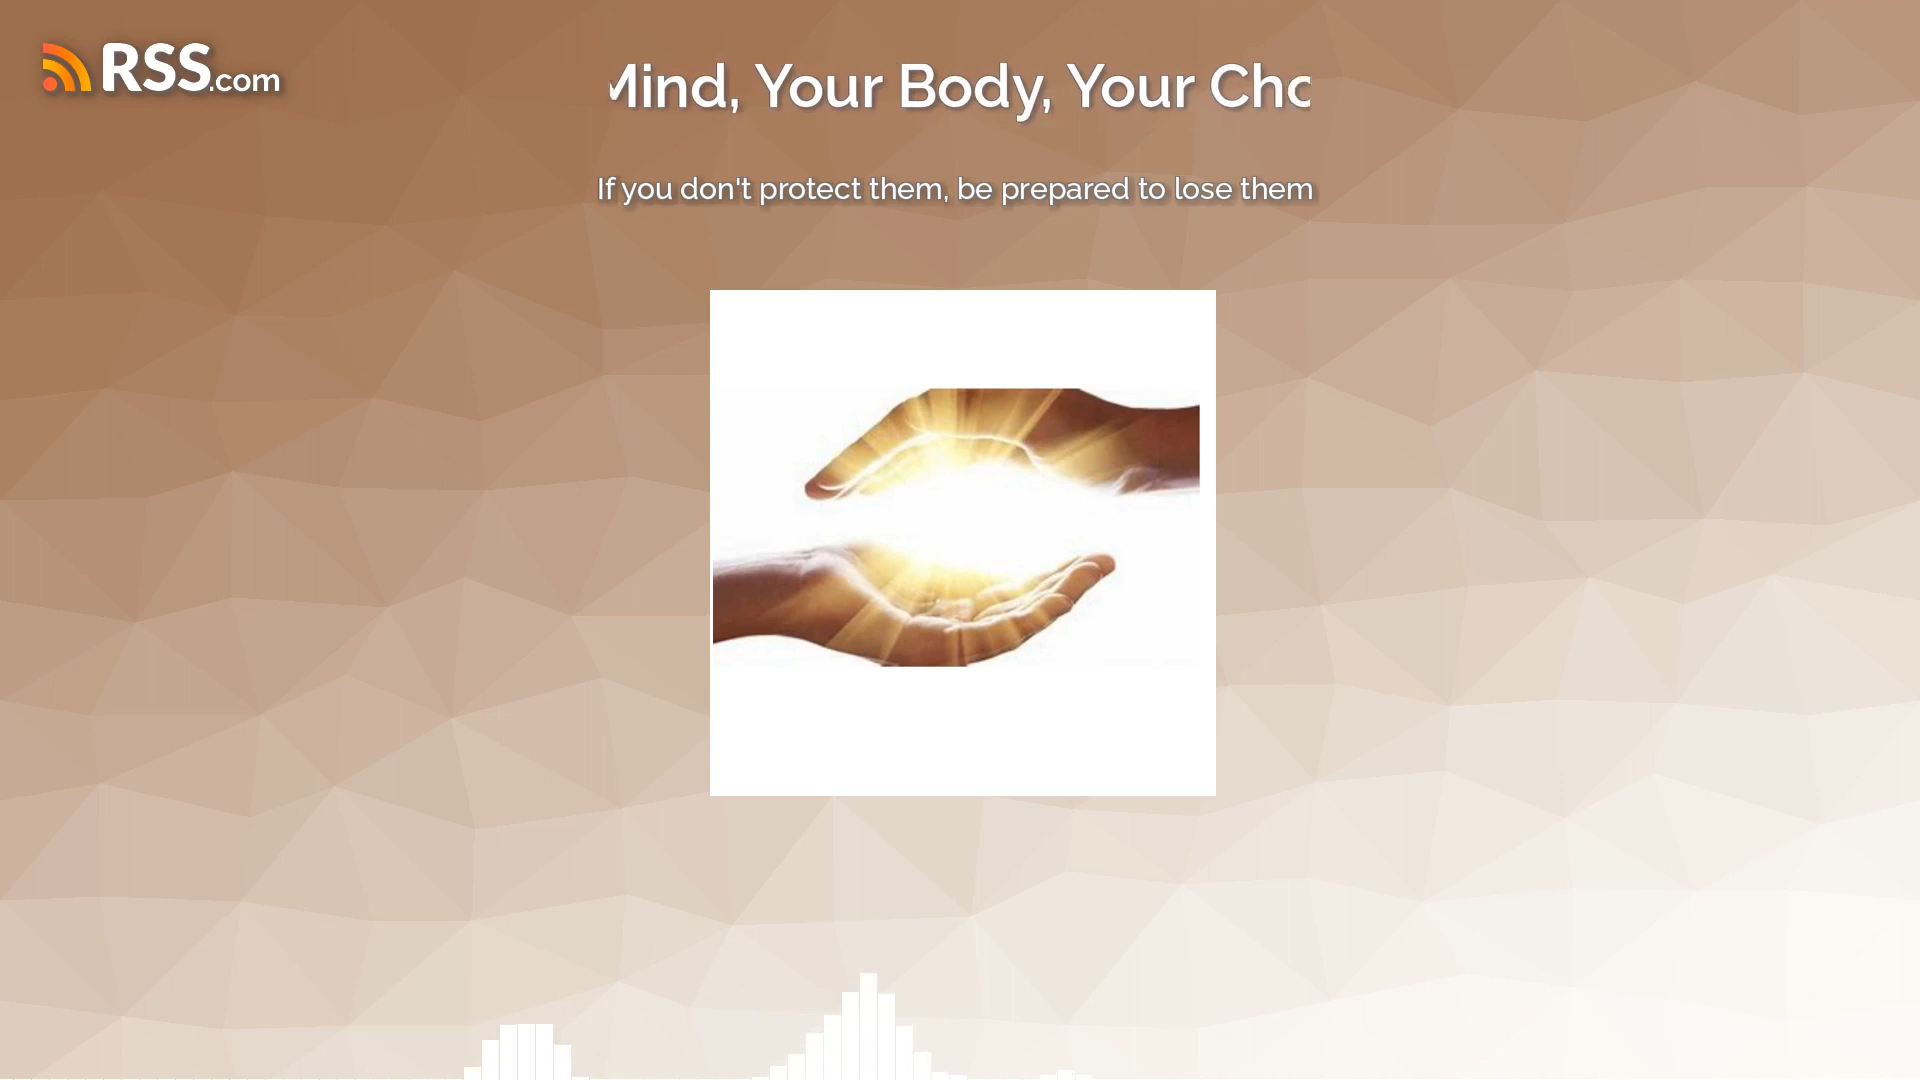 RSS.com
Mind, Your Body, Your Cho
If you don't protect them, be prepared to lose them